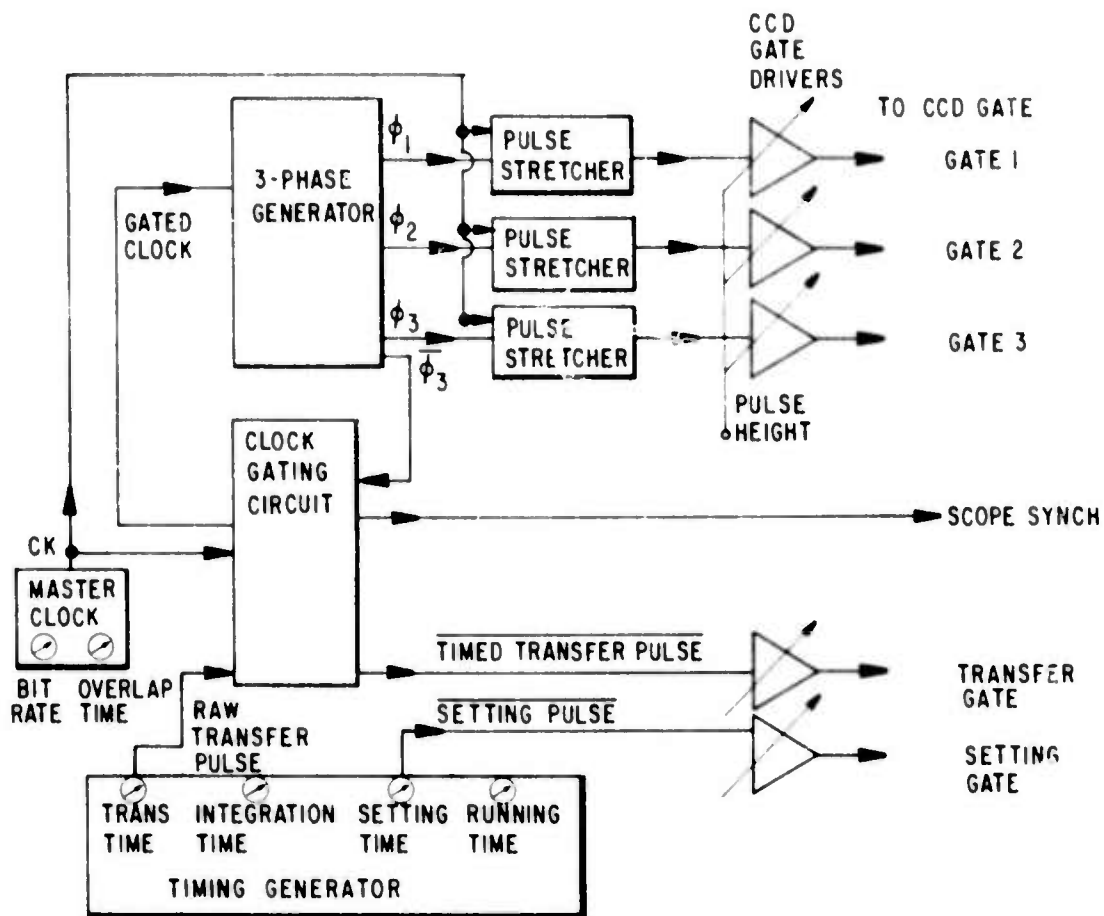 CCD
GATE
DRIVERS
TO CCD GATE
3-PHASE
GENERATOR
ϕ1
PULSE
STRETCHER
GATE 1
GATED
CLOCK
ϕ2
PULSE
STRETCHER
GATE 2
ϕ3
PULSE
STRETCHER
GATE 3
ϕ̅3
PULSE
HEIGHT
CLOCK
GATING
CIRCUIT
SCOPE SYNCH
CK
MASTER
CLOCK
BIT
RATE
OVERLAP
TIME
TIMED TRANSFER PULSE
TRANSFER
GATE
RAW
TRANSFER
PULSE
SETTING PULSE
SETTING
GATE
TRANS
TIME
INTEGRATION
TIME
SETTING
TIME
RUNNING
TIME
TIMING GENERATOR